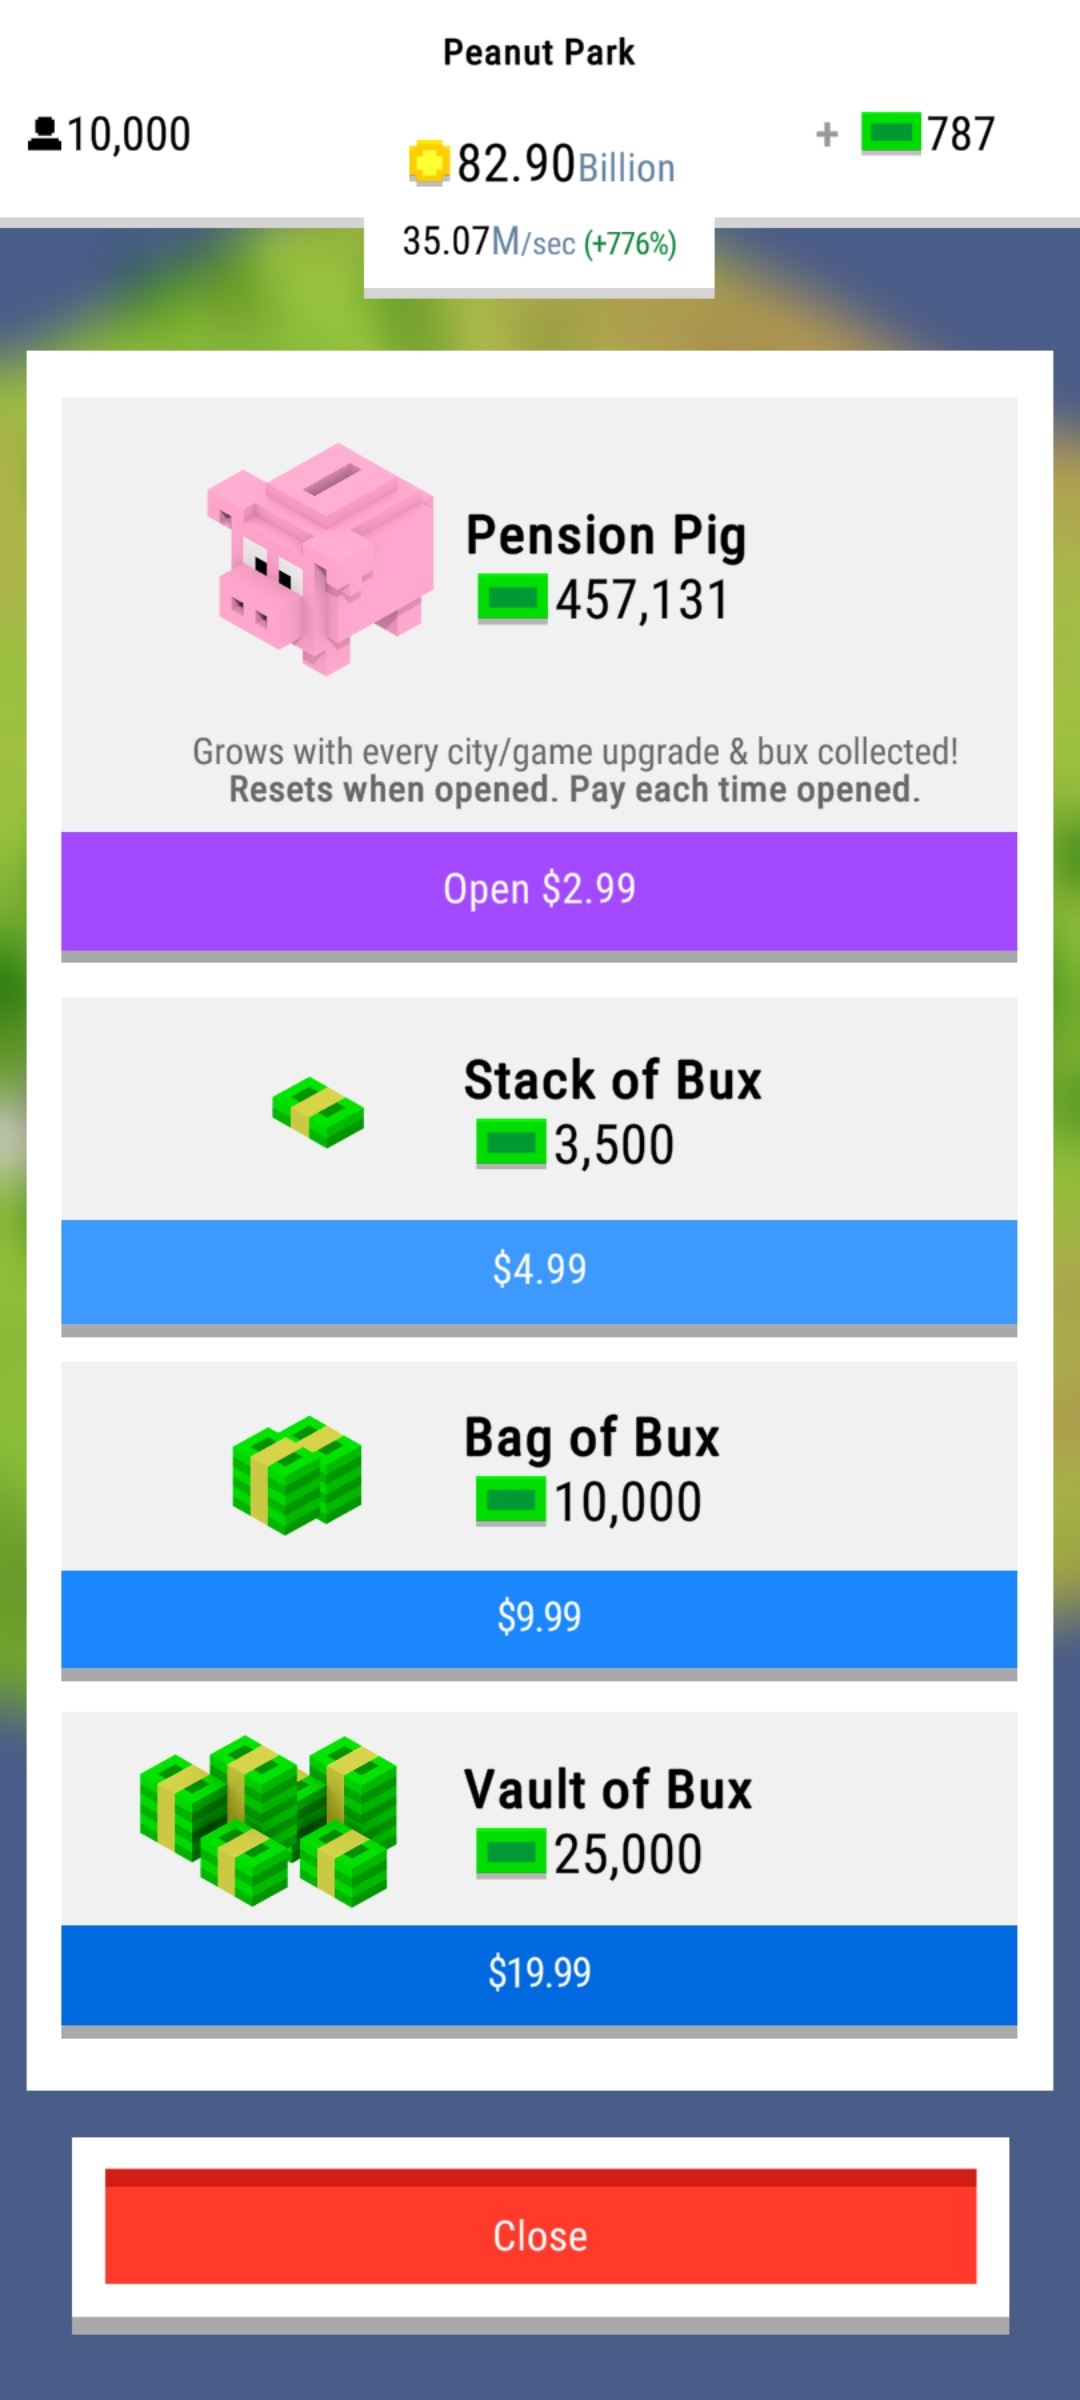 Peanut Park
10,000
82.90Billion
+ 787
35.07M/sec (+776%)
Pension Pig
457,131
Grows with every city/game upgrade & bux collected!
Resets when opened. Pay each time opened.
Open $2.99
Stack of Bux
3,500
$4.99
Bag of Bux
10,000
$9.99
Vault of Bux
25,000
$19.99
Close